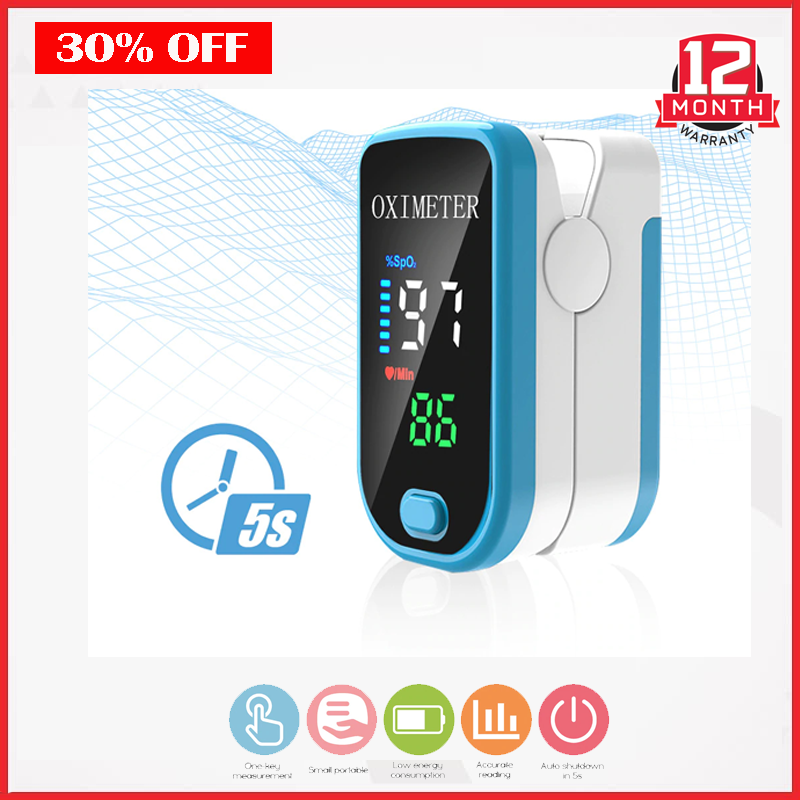 30% OFF
12
MONTH
WARRANTY
OXIMETER
%SpO₂
97
/Min
86
5s
One-key
measurement
Small portable
Low energy
consumption
Accurate
reading
Auto shutdown
in 5s